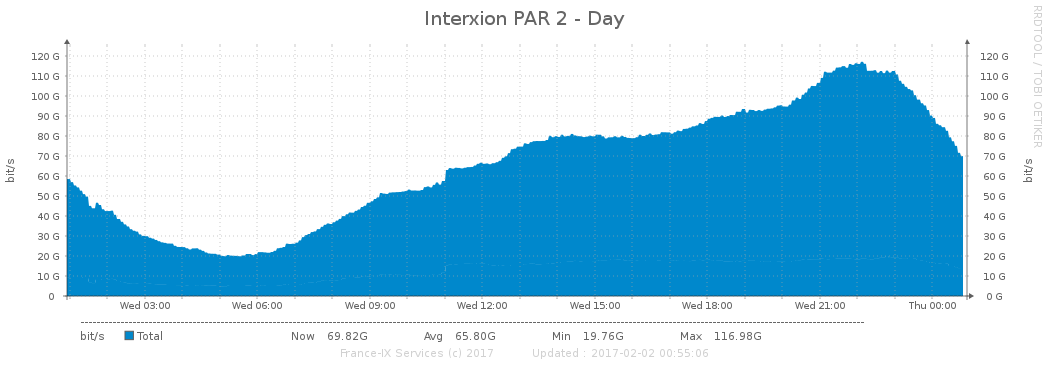 Interxion PAR 2 - Day
RRDTOOL / TOBI OETIKER
bit/s
120 G 120 G
110 G 110 G
100 G 100 G
90 G 90 G
80 G 80 G
70 G 70 G
60 G 60 G
50 G 50 G
40 G 40 G
30 G 30 G
20 G 20 G
10 G 10 G
0 0 G
bit/s
Wed 03:00 Wed 06:00 Wed 09:00 Wed 12:00 Wed 15:00 Wed 18:00 Wed 21:00 Thu 00:00
bit/s Total Now 69.82G Avg 65.80G Min 19.76G Max 116.98G
France-IX Services (c) 2017 Updated : 2017-02-02 00:55:06